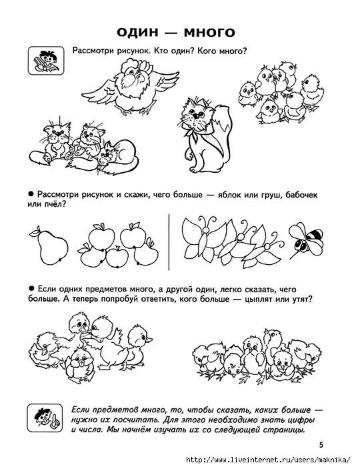 ОДИН — МНОГО
Рассмотри рисунок. Кто один? Кого много?
● Рассмотри рисунок и скажи, чего больше — яблок или груш, бабочек
или пчёл?
● Если одних предметов много, а другой один, легко сказать, чего
больше. А теперь попробуй ответить, кого больше — цыплят или утят?
Если предметов много, то, чтобы сказать, каких больше —
нужно их посчитать. Для этого необходимо знать цифры
и числа. Мы начнём изучать их со следующей страницы.
5
http://www.liveinternet.ru/users/maknika/